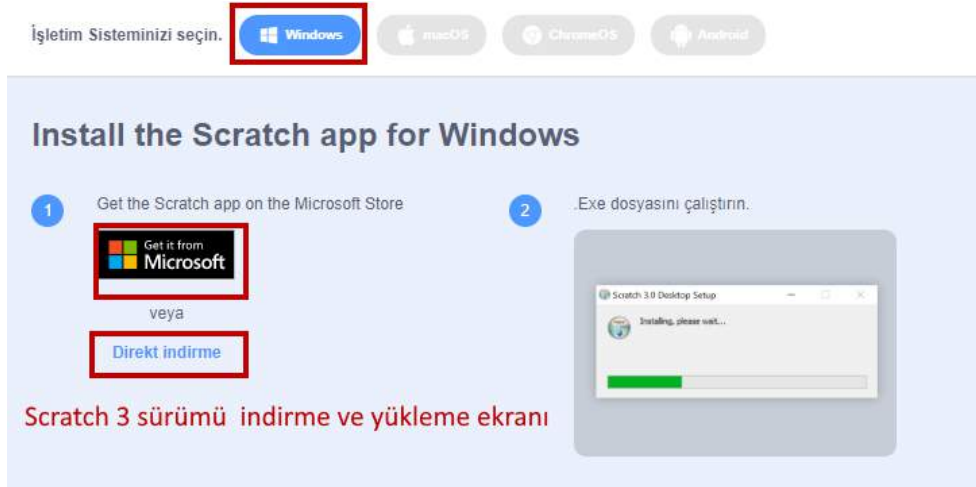 İşletim Sisteminizi seçin.
Windows
macOS
ChromeOS
Android
Install the Scratch app for Windows
1
Get the Scratch app on the Microsoft Store
Get it from
Microsoft
veya
Direkt indirme
2
.Exe dosyasını çalıştırın.
Scratch 3.0 Desktop Setup
Installing, please wait...
Scratch 3 sürümü indirme ve yükleme ekranı